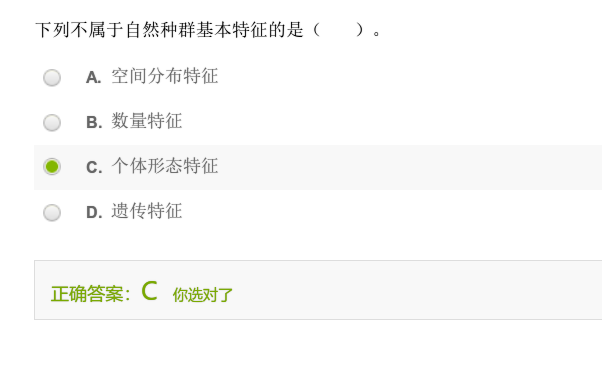 下列不属于自然种群基本特征的是（　　）。
A. 空间分布特征
B. 数量特征
C. 个体形态特征
D. 遗传特征
正确答案：C 你选对了